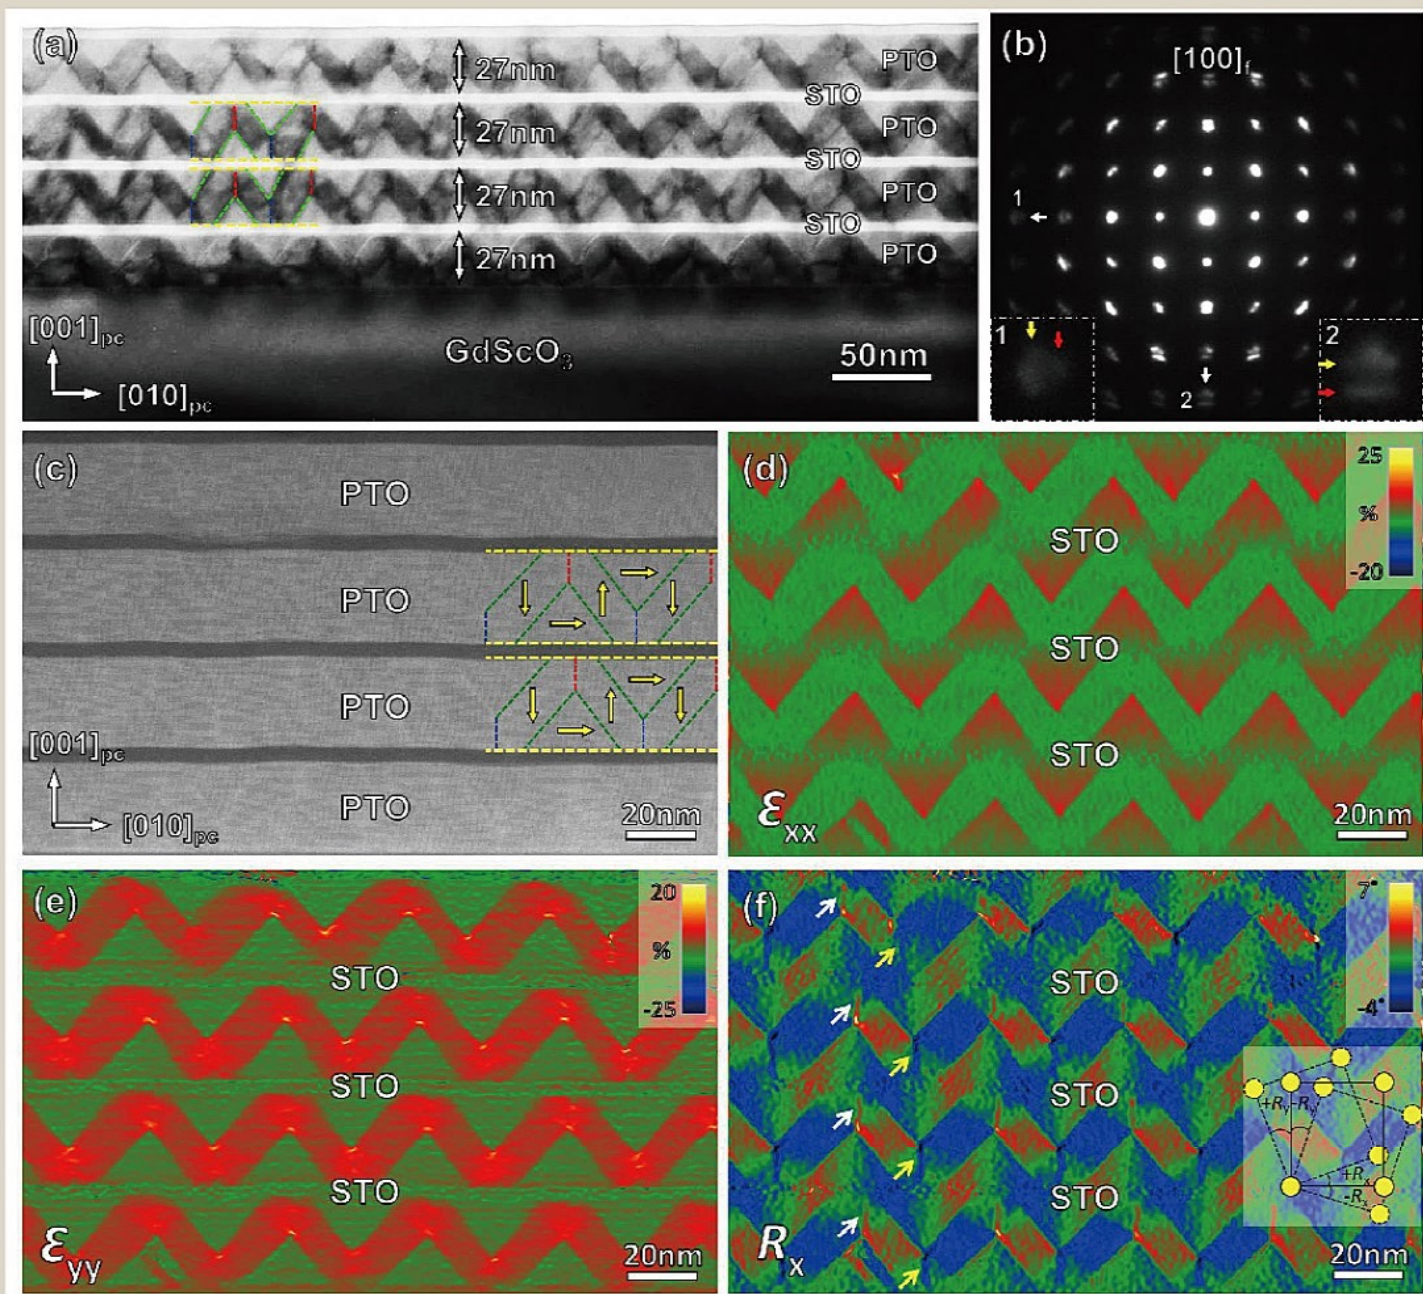 (a)
27nm
PTO
STO
27nm
PTO
STO
27nm
PTO
STO
27nm
PTO
[001]pc
[010]pc
GdScO3
50nm
(b)
[100]f
1
2
1
2
(c)
PTO
PTO
PTO
PTO
[001]pc
[010]pc
20nm
(d)
25
%
-20
STO
STO
STO
εxx
20nm
(e)
20
%
-25
STO
STO
STO
εyy
20nm
(f)
7°
-4°
STO
STO
STO
+Ry -Ry
+Rx
-Rx
Rx
20nm